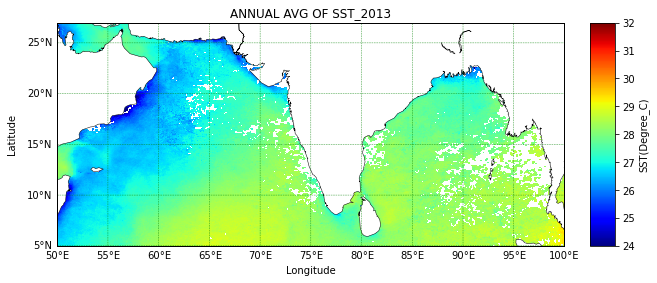 ANNUAL AVG OF SST_2013
25°N
20°N
15°N
10°N
5°N
Latitude
50°E 55°E 60°E 65°E 70°E 75°E 80°E 85°E 90°E 95°E 100°E
Longitude
32
31
30
29
28
27
26
25
24
SST(Degree_C)